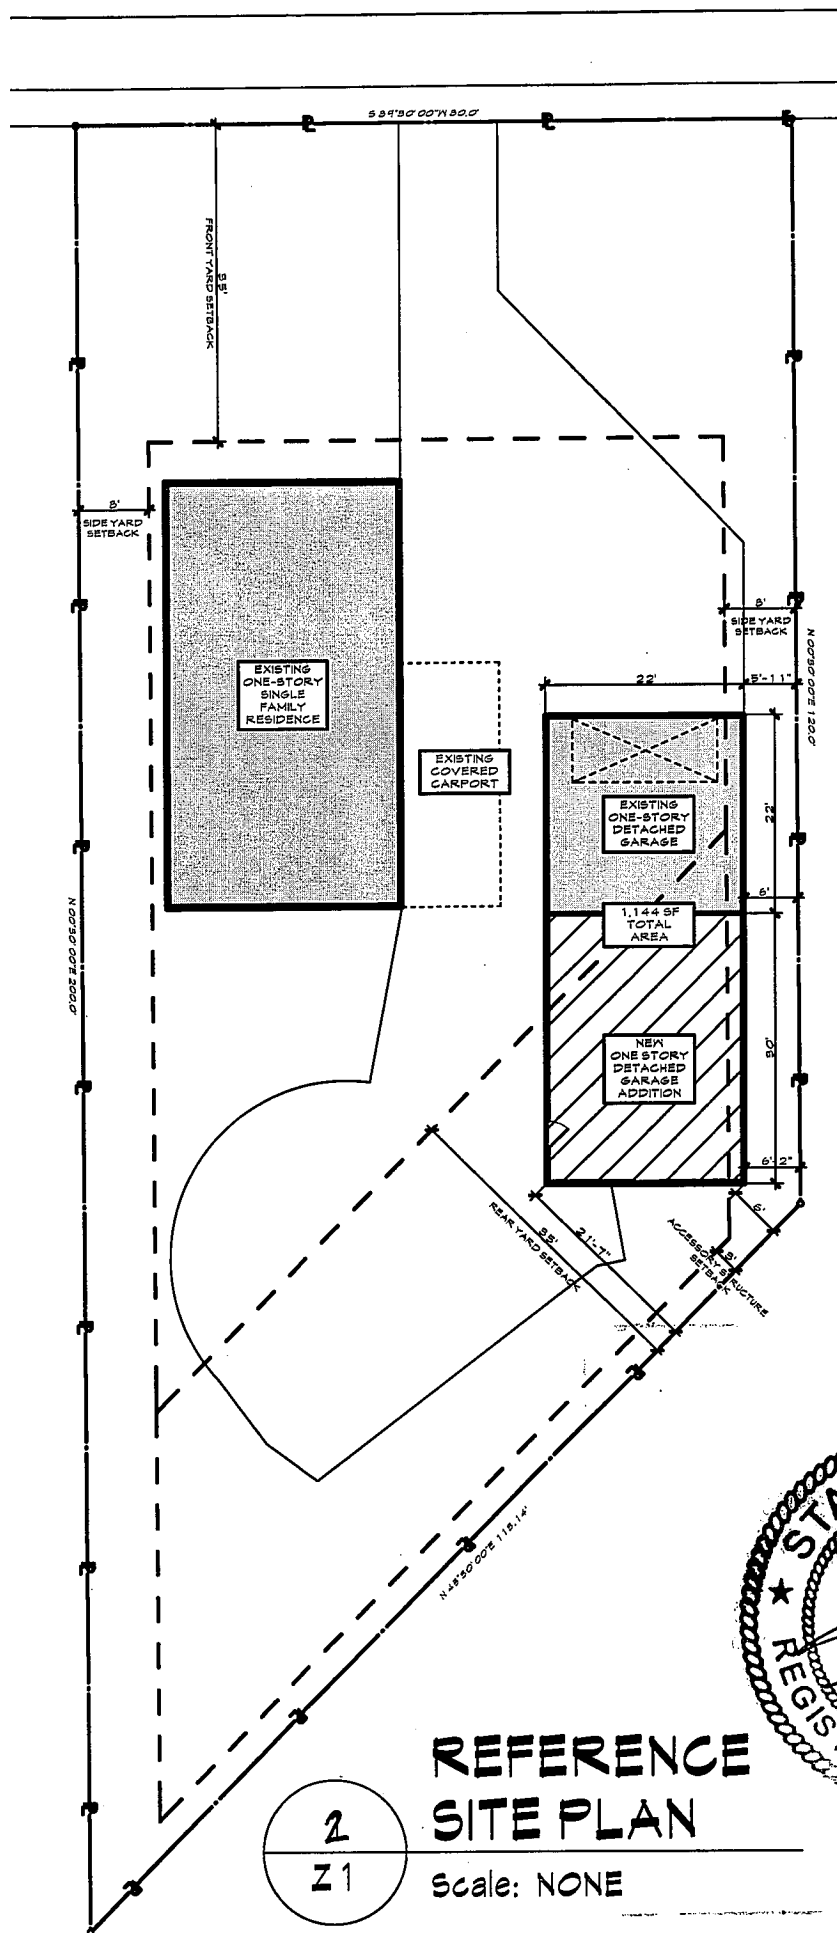 S 89°30'00"W 80.0'
35'
FRONT YARD SETBACK
8'
SIDE YARD
SETBACK
8'
SIDE YARD
SETBACK
N 00°30'00"E 120.0'
EXISTING
ONE-STORY
SINGLE
FAMILY
RESIDENCE
22'
5'-11"
EXISTING
COVERED
CARPORT
EXISTING
ONE-STORY
DETACHED
GARAGE
22'
6'
1,144 SF
TOTAL
AREA
N 00°30'00"E 200.0'
NEW
ONE STORY
DETACHED
GARAGE
ADDITION
30'
6'-2"
6'
35'
REAR YARD SETBACK
21'-7"
3'
ACCESSORY STRUCTURE
SETBACK
N 45°30'00"E 113.14'
STA
REGIS
REFERENCE
SITE PLAN
2
Z1
Scale: NONE